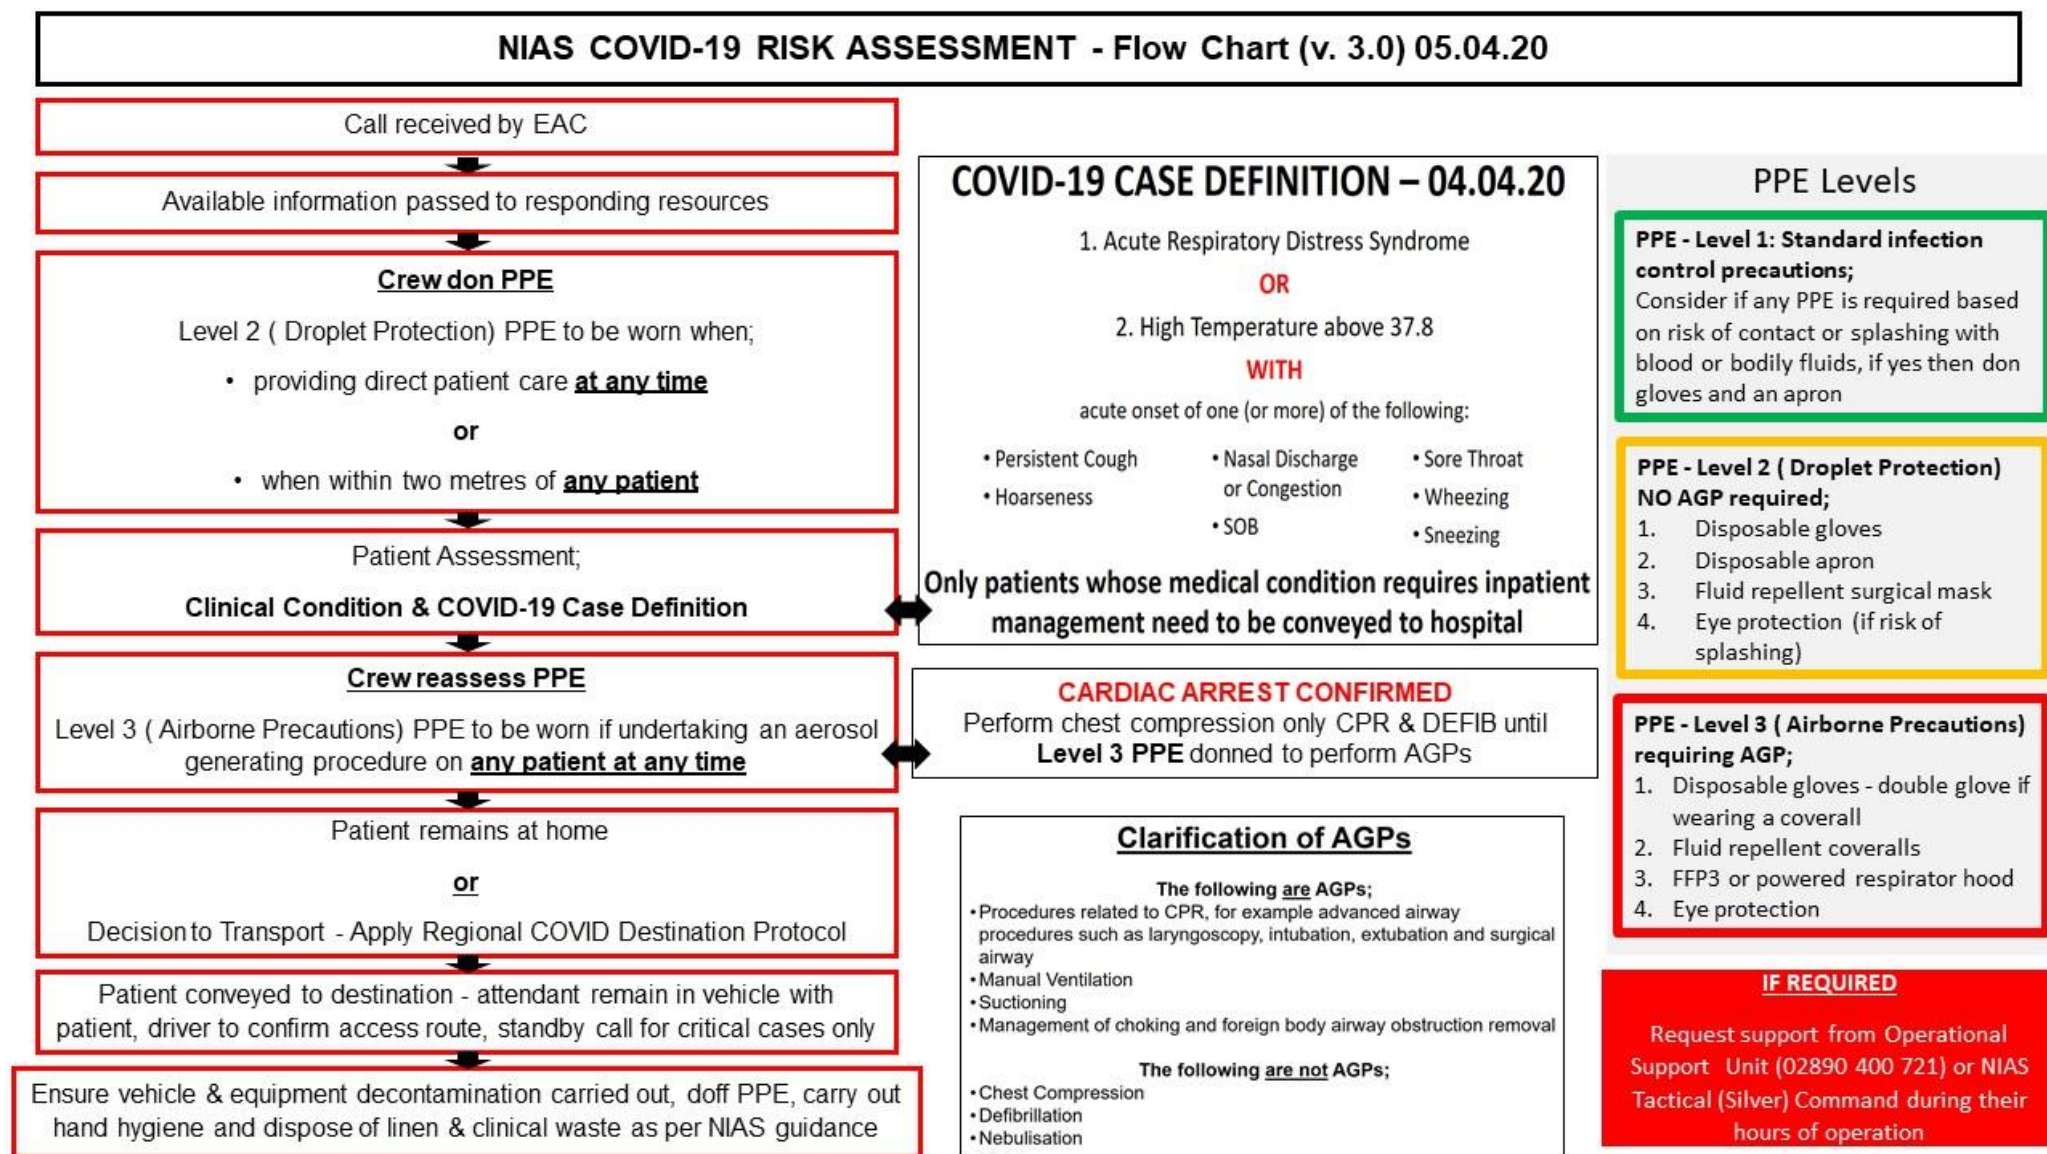 NIAS COVID-19 RISK ASSESSMENT - Flow Chart (v. 3.0) 05.04.20
Call received by EAC
Available information passed to responding resources
Crew don PPE
Level 2 ( Droplet Protection) PPE to be worn when;
• providing direct patient care at any time
or
• when within two metres of any patient
Patient Assessment;
Clinical Condition & COVID-19 Case Definition
Crew reassess PPE
Level 3 ( Airborne Precautions) PPE to be worn if undertaking an aerosol
generating procedure on any patient at any time
Patient remains at home
or
Decision to Transport - Apply Regional COVID Destination Protocol
Patient conveyed to destination - attendant remain in vehicle with
patient, driver to confirm access route, standby call for critical cases only
Ensure vehicle & equipment decontamination carried out, doff PPE, carry out
hand hygiene and dispose of linen & clinical waste as per NIAS guidance
COVID-19 CASE DEFINITION – 04.04.20
1. Acute Respiratory Distress Syndrome
OR
2. High Temperature above 37.8
WITH
acute onset of one (or more) of the following:
• Persistent Cough
• Hoarseness
• Nasal Discharge
or Congestion
• SOB
• Sore Throat
• Wheezing
• Sneezing
Only patients whose medical condition requires inpatient
management need to be conveyed to hospital
CARDIAC ARREST CONFIRMED
Perform chest compression only CPR & DEFIB until
Level 3 PPE donned to perform AGPs
Clarification of AGPs
The following are AGPs;
• Procedures related to CPR, for example advanced airway
procedures such as laryngoscopy, intubation, extubation and surgical
airway
• Manual Ventilation
• Suctioning
• Management of choking and foreign body airway obstruction removal
The following are not AGPs;
• Chest Compression
• Defibrillation
• Nebulisation
PPE Levels
PPE - Level 1: Standard infection
control precautions;
Consider if any PPE is required based
on risk of contact or splashing with
blood or bodily fluids, if yes then don
gloves and an apron
PPE - Level 2 ( Droplet Protection)
NO AGP required;
1. Disposable gloves
2. Disposable apron
3. Fluid repellent surgical mask
4. Eye protection (if risk of
splashing)
PPE - Level 3 ( Airborne Precautions)
requiring AGP;
1. Disposable gloves - double glove if
wearing a coverall
2. Fluid repellent coveralls
3. FFP3 or powered respirator hood
4. Eye protection
IF REQUIRED
Request support from Operational
Support Unit (02890 400 721) or NIAS
Tactical (Silver) Command during their
hours of operation